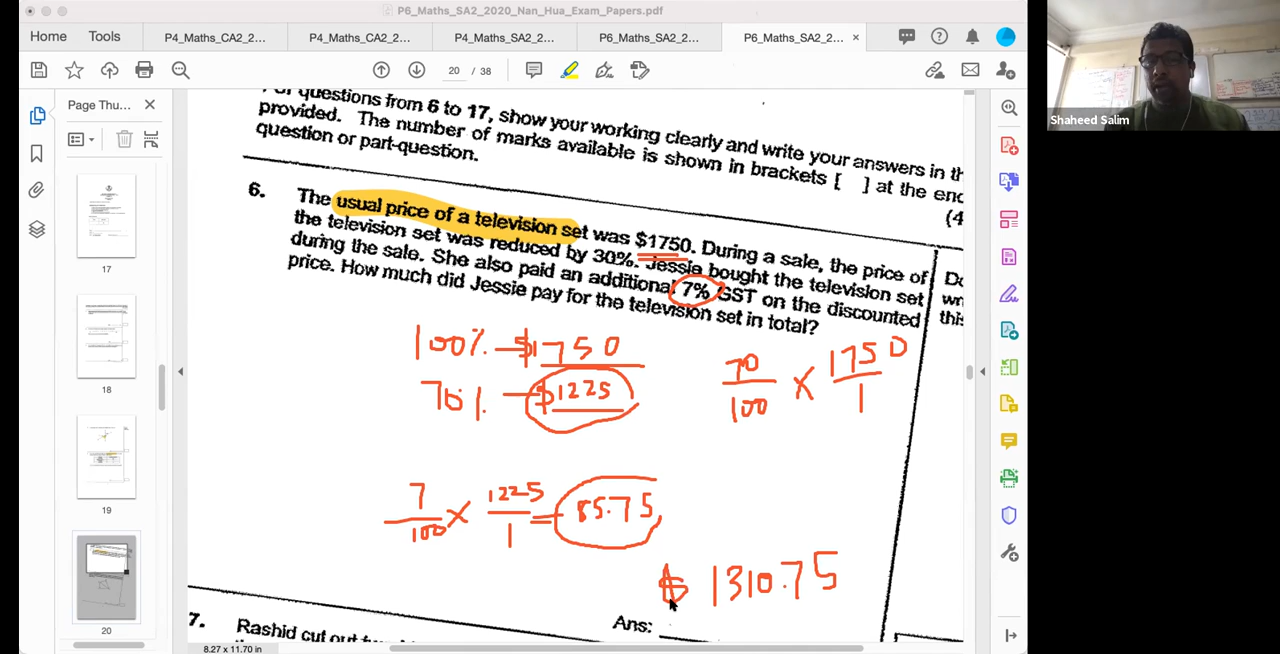 P6_Maths_SA2_2020_Nan_Hua_Exam_Papers.pdf
Home Tools P4_Maths_CA2_2... P4_Maths_CA2_2... P4_Maths_SA2_2... P6_Maths_SA2_2... P6_Maths_SA2_2... ×
20 / 38
Page Thu... ×
17
18
19
20
questions from 6 to 17, show your working clearly and write your answers in th
provided. The number of marks available is shown in brackets [ ] at the end
question or part-question.
(4
6. The usual price of a television set was $1750. During a sale, the price of
the television set was reduced by 30%. Jessie bought the television set
during the sale. She also paid an additional 7% GST on the discounted
price. How much did Jessie pay for the television set in total?
Do
wri
this
100% — $1750
70% — $1225
70/100 × 1750/1
7/100 × 1225/1 = 85.75
$ 1310.75
Ans:
7. Rashid cut out
8.27 x 11.70 in
Shaheed Salim